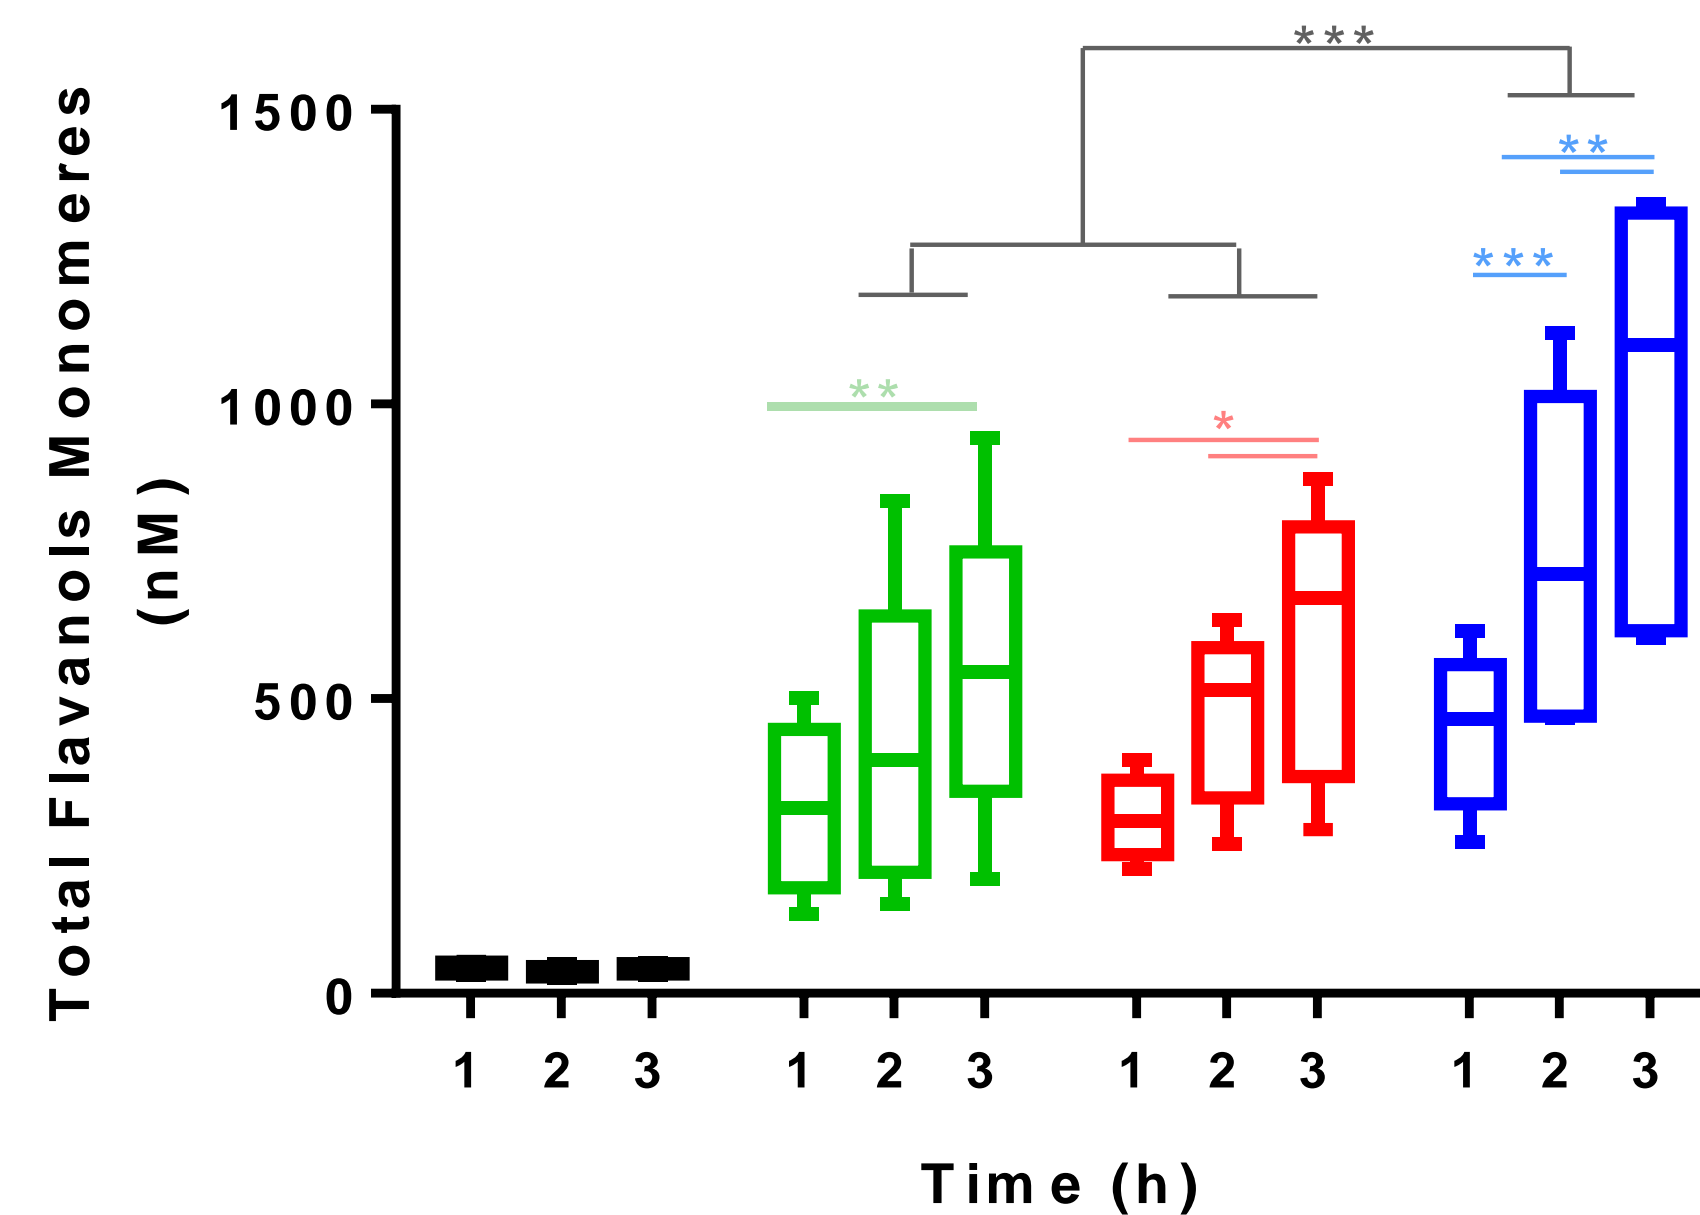 Total Flavanols Monomeres
(nM)
1500
1000
500
0
***
**
***
**
*
1 2 3 1 2 3 1 2 3 1 2 3
Time (h)